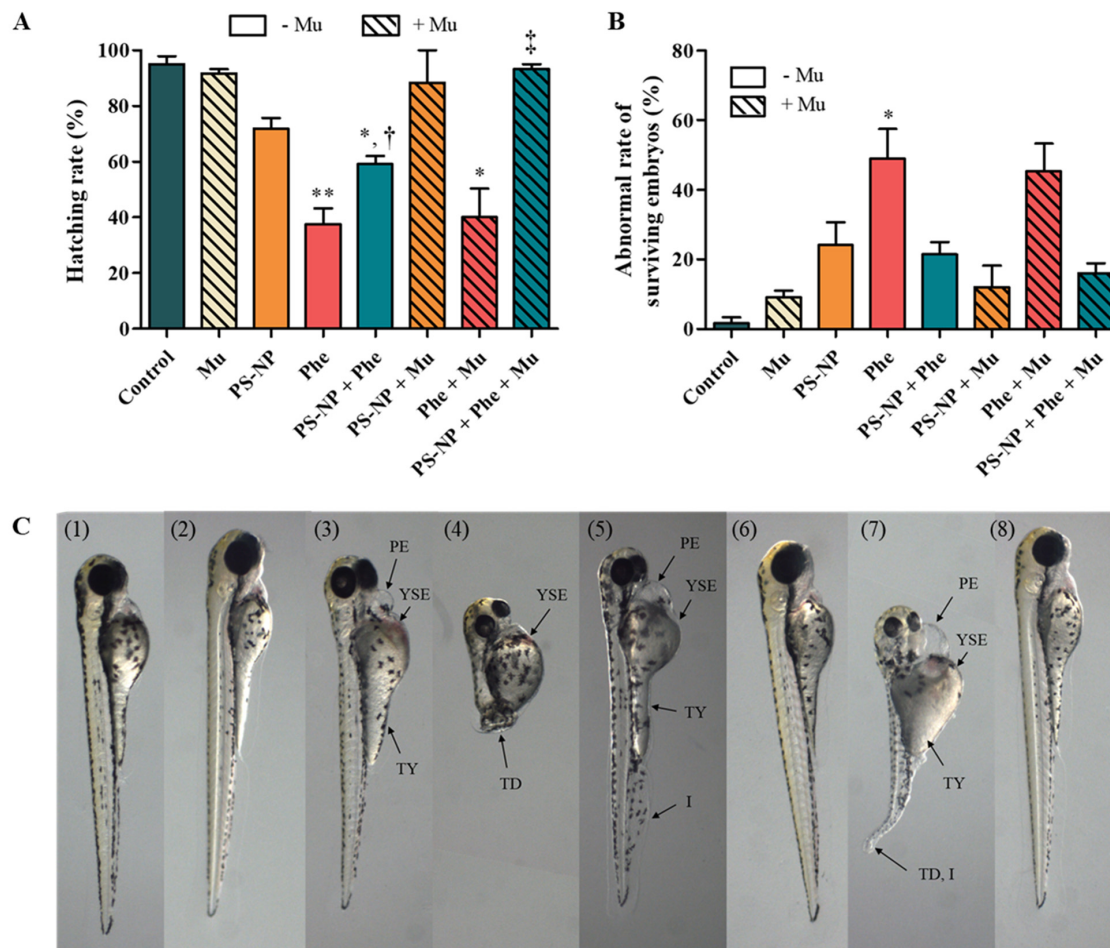 A
- Mu
+ Mu
Hatching rate (%)
100
80
60
40
20
0
**
*, †
*
‡
Control
Mu
PS-NP
Phe
PS-NP + Phe
PS-NP + Mu
Phe + Mu
PS-NP + Phe + Mu
B
- Mu
+ Mu
Abnormal rate of
surviving embryos (%)
80
60
40
20
0
*
Control
Mu
PS-NP
Phe
PS-NP + Phe
PS-NP + Mu
Phe + Mu
PS-NP + Phe + Mu
C
(1)
(2)
(3)
PE
YSE
TY
(4)
YSE
TD
(5)
PE
YSE
TY
I
(6)
(7)
PE
YSE
TY
TD, I
(8)